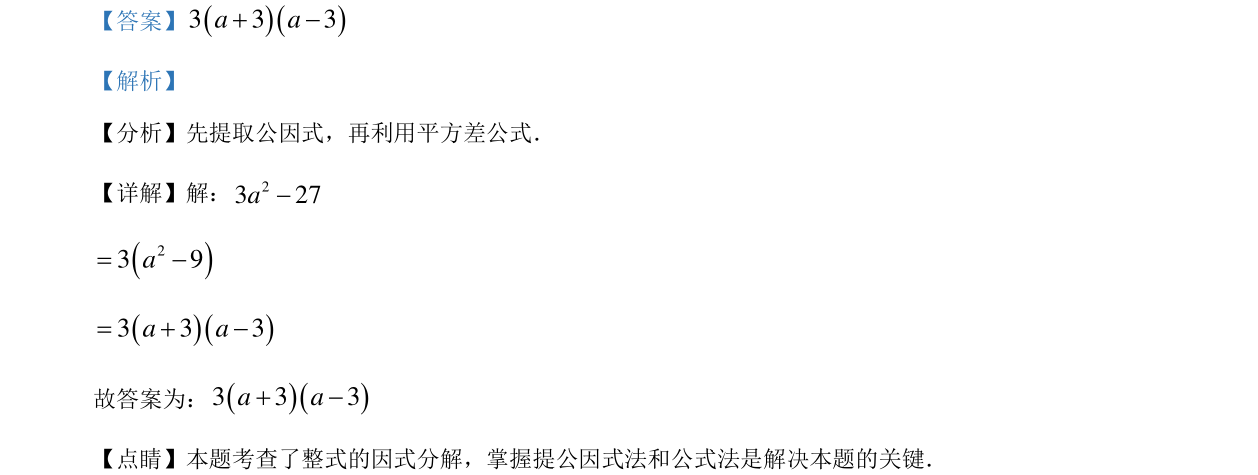 【答案】3(a+3)(a−3)
【解析】
【分析】先提取公因式，再利用平方差公式．
【详解】解：3a²−27
=3(a²−9)
=3(a+3)(a−3)
故答案为：3(a+3)(a−3)
【点睛】本题考查了整式的因式分解，掌握提公因式法和公式法是解决本题的关键．